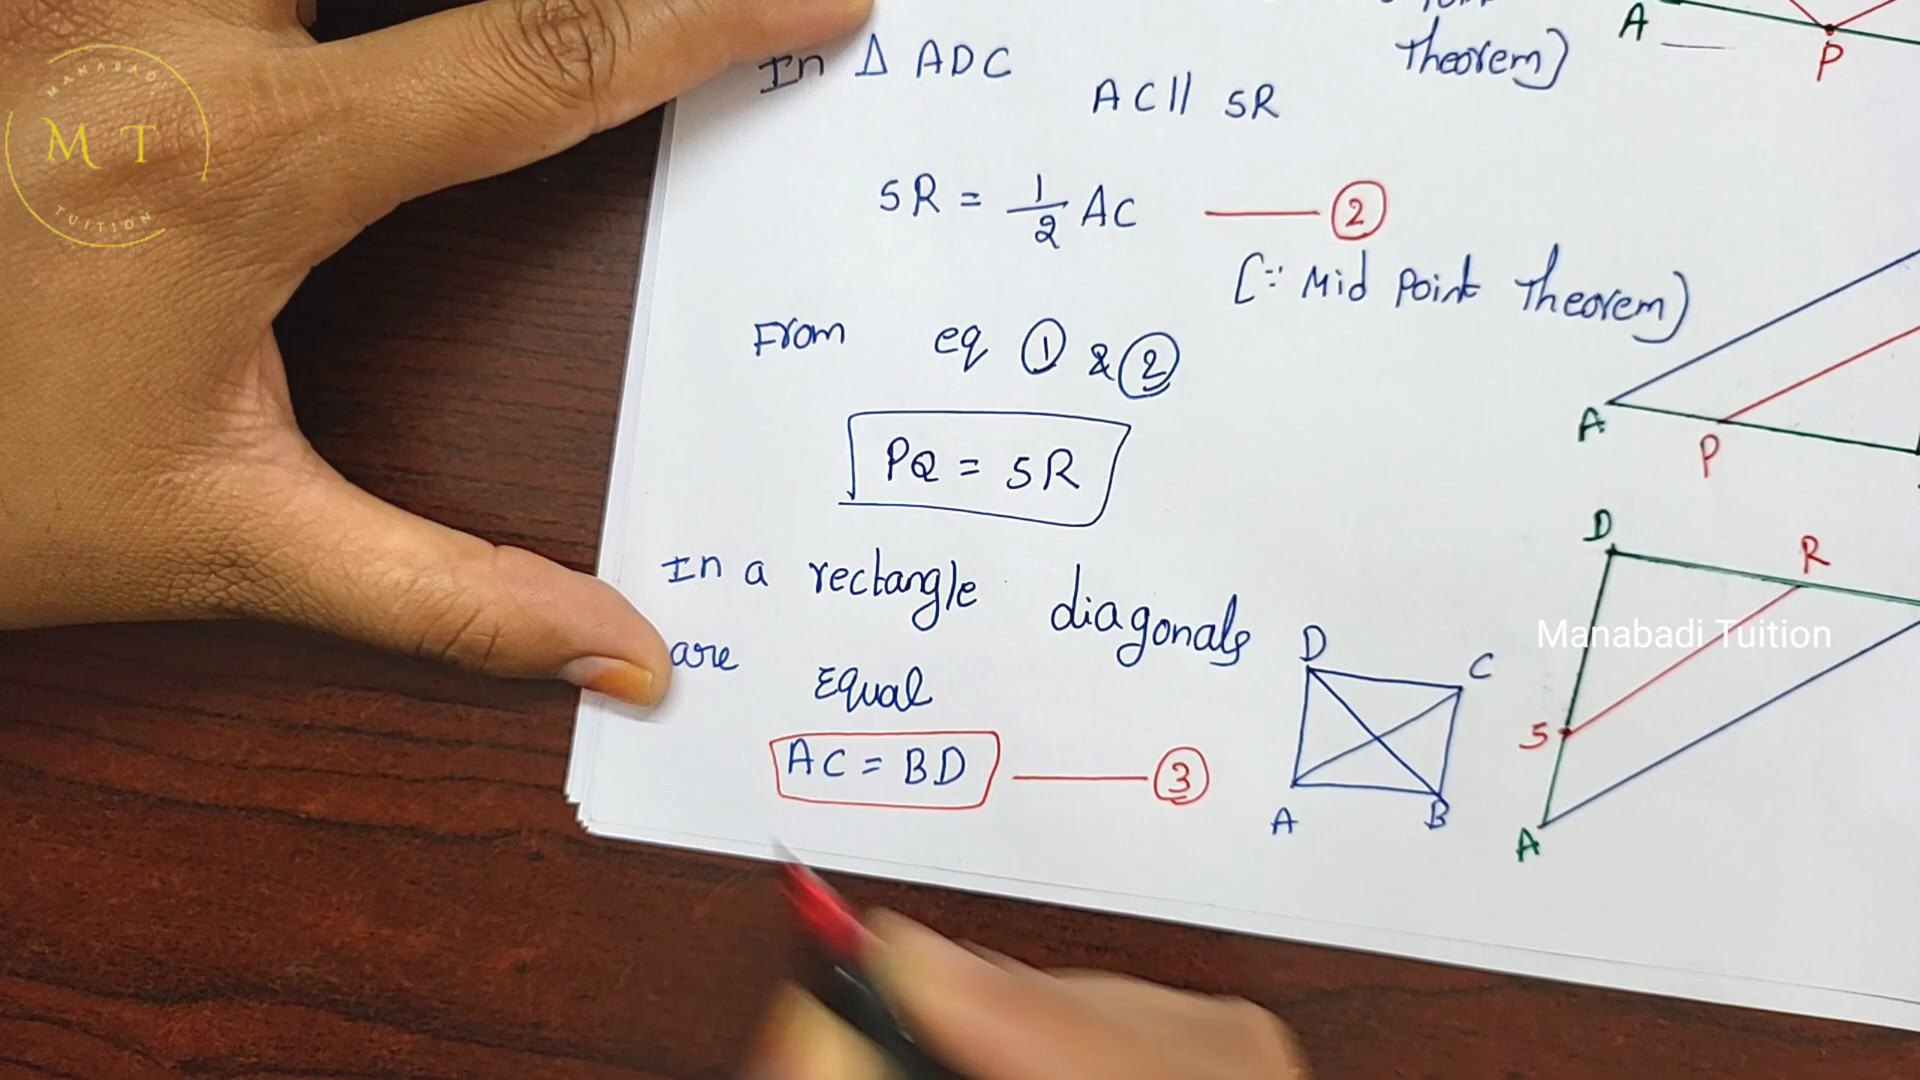 MANABADI
M T
TUITION
theorem)
A
P
In Δ ADC
AC || SR
SR = 1/2 AC —— ②
(∵ Mid Point theorem)
From eq ① & ②
A
P
PQ = SR
D
R
In a rectangle diagonals
are Equal
Manabadi Tuition
D
C
S
AC = BD —— ③
A
B
A